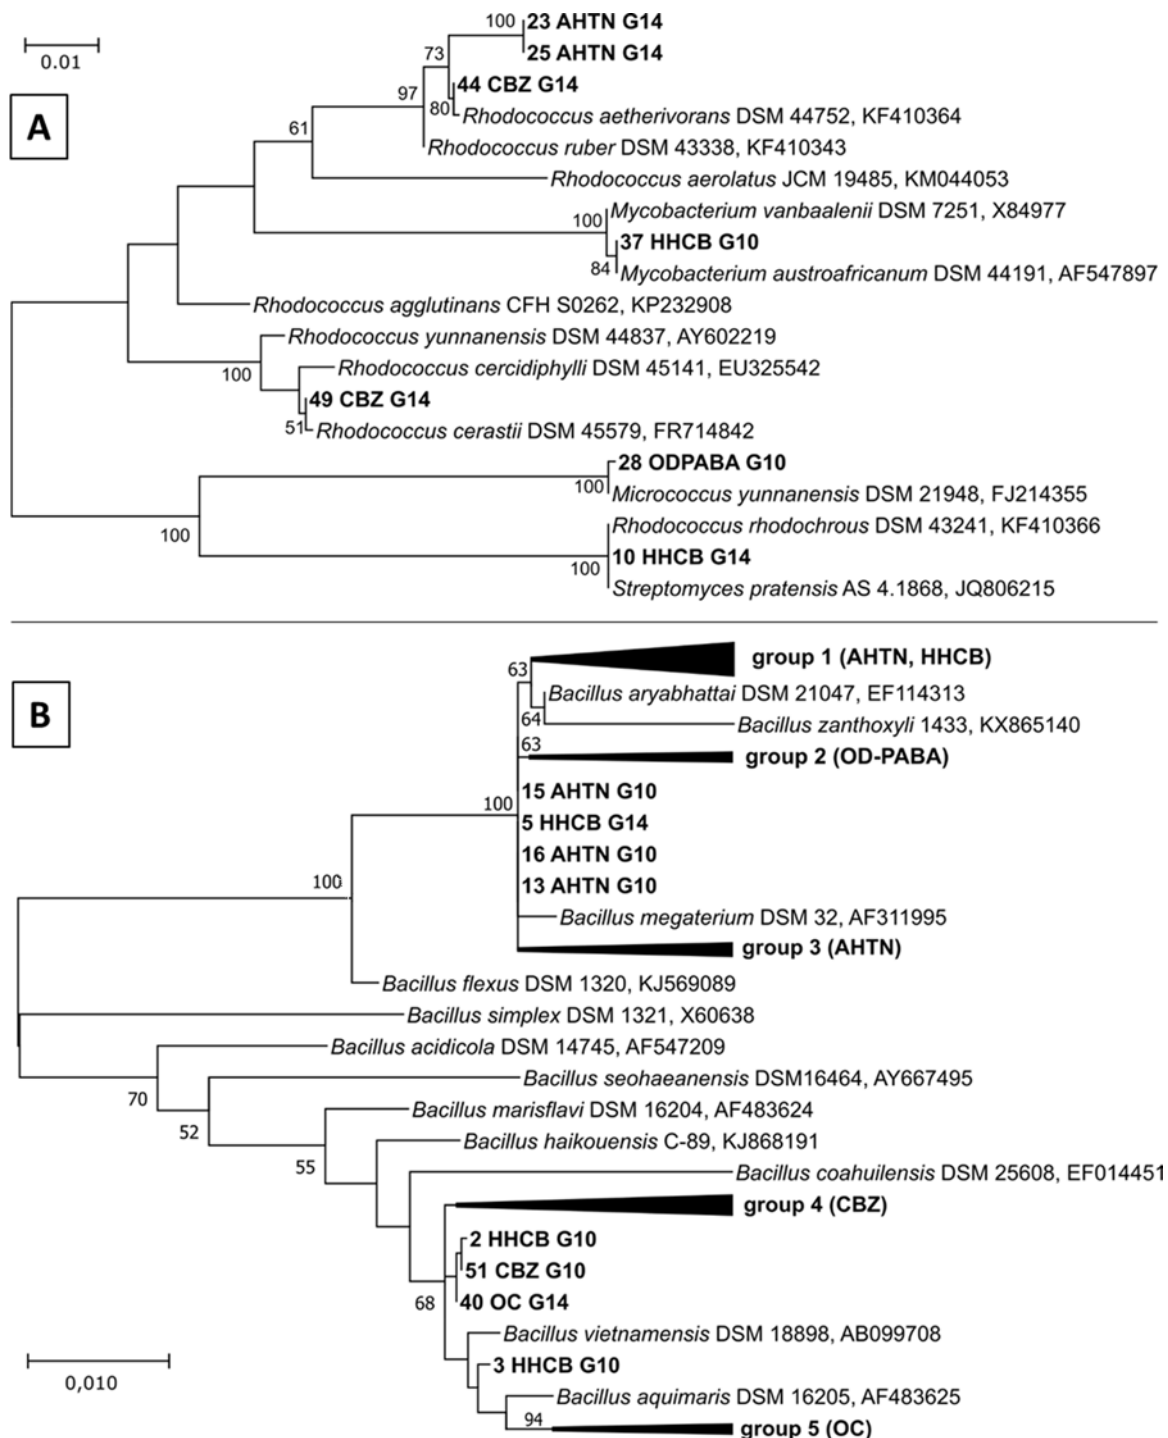 100 23 AHTN G14
0.01
73 25 AHTN G14
A
97 44 CBZ G14
80 Rhodococcus aetherivorans DSM 44752, KF410364
61 Rhodococcus ruber DSM 43338, KF410343
Rhodococcus aerolatus JCM 19485, KM044053
100 Mycobacterium vanbaalenii DSM 7251, X84977
37 HHCB G10
84 Mycobacterium austroafricanum DSM 44191, AF547897
Rhodococcus agglutinans CFH S0262, KP232908
Rhodococcus yunnanensis DSM 44837, AY602219
100 Rhodococcus cercidiphylli DSM 45141, EU325542
49 CBZ G14
51 Rhodococcus cerastii DSM 45579, FR714842
28 ODPABA G10
100 Micrococcus yunnanensis DSM 21948, FJ214355
100 Rhodococcus rhodochrous DSM 43241, KF410366
10 HHCB G14
100
Streptomyces pratensis AS 4.1868, JQ806215
B
63 group 1 (AHTN, HHCB)
Bacillus aryabhattai DSM 21047, EF114313
64 Bacillus zanthoxyli 1433, KX865140
63 group 2 (OD-PABA)
15 AHTN G10
100
5 HHCB G14
16 AHTN G10
100 13 AHTN G10
Bacillus megaterium DSM 32, AF311995
group 3 (AHTN)
Bacillus flexus DSM 1320, KJ569089
Bacillus simplex DSM 1321, X60638
Bacillus acidicola DSM 14745, AF547209
70 Bacillus seohaeanensis DSM16464, AY667495
52 Bacillus marisflavi DSM 16204, AF483624
55 Bacillus haikouensis C-89, KJ868191
Bacillus coahuilensis DSM 25608, EF014451
group 4 (CBZ)
2 HHCB G10
51 CBZ G10
68 40 OC G14
Bacillus vietnamensis DSM 18898, AB099708
3 HHCB G10
0,010
Bacillus aquimaris DSM 16205, AF483625
94 group 5 (OC)